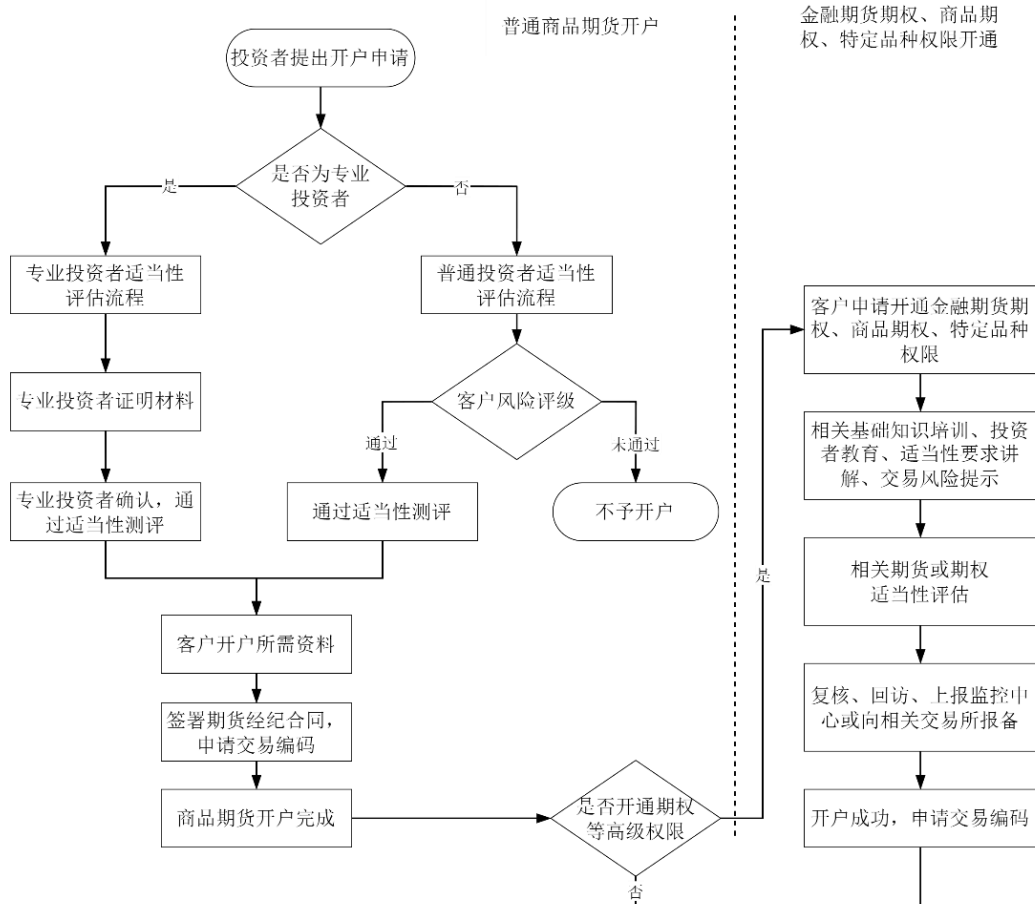 普通商品期货开户
金融期货期权、商品期
权、特定品种权限开通
投资者提出开户申请
是否为专业
投资者
是
否
专业投资者适当性
评估流程
普通投资者适当性
评估流程
专业投资者证明材料
客户风险评级
通过
未通过
专业投资者确认，通
过适当性测评
通过适当性测评
不予开户
客户开户所需资料
签署期货经纪合同，
申请交易编码
商品期货开户完成
是否开通期权
等高级权限
是
否
客户申请开通金融期货期
权、商品期权、特定品种
权限
相关基础知识培训、投资
者教育、适当性要求讲
解、交易风险提示
相关期货或期权
适当性评估
复核、回访、上报监控中
心或向相关交易所报备
开户成功，申请交易编码